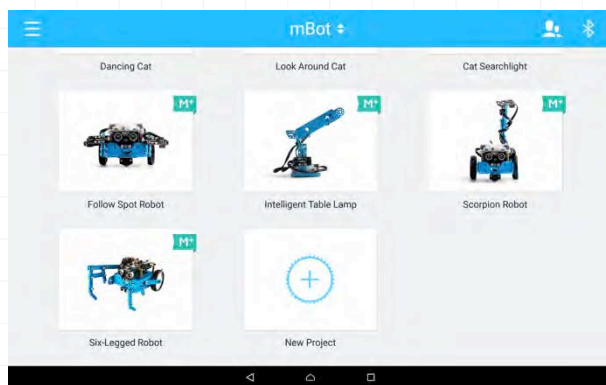 mBot
Dancing Cat
Look Around Cat
Cat Searchlight
M+
M+
M+
Follow Spot Robot
Intelligent Table Lamp
Scorpion Robot
M+
Six-Legged Robot
New Project